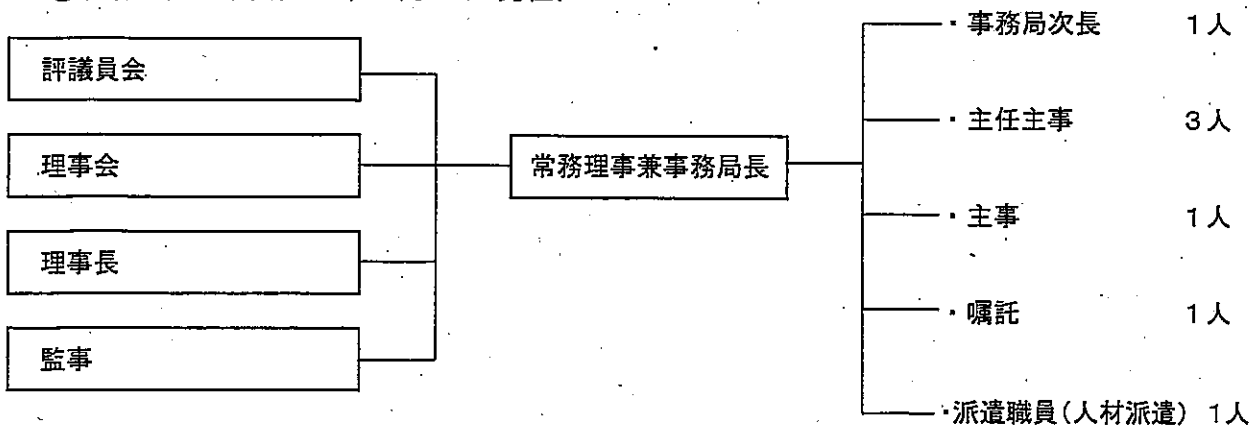 評議員会
理事会
理事長
監事
常務理事兼事務局長
・事務局次長 1人
・主任主事 3人
・主事 1人
・嘱託 1人
・派遣職員(人材派遣) 1人